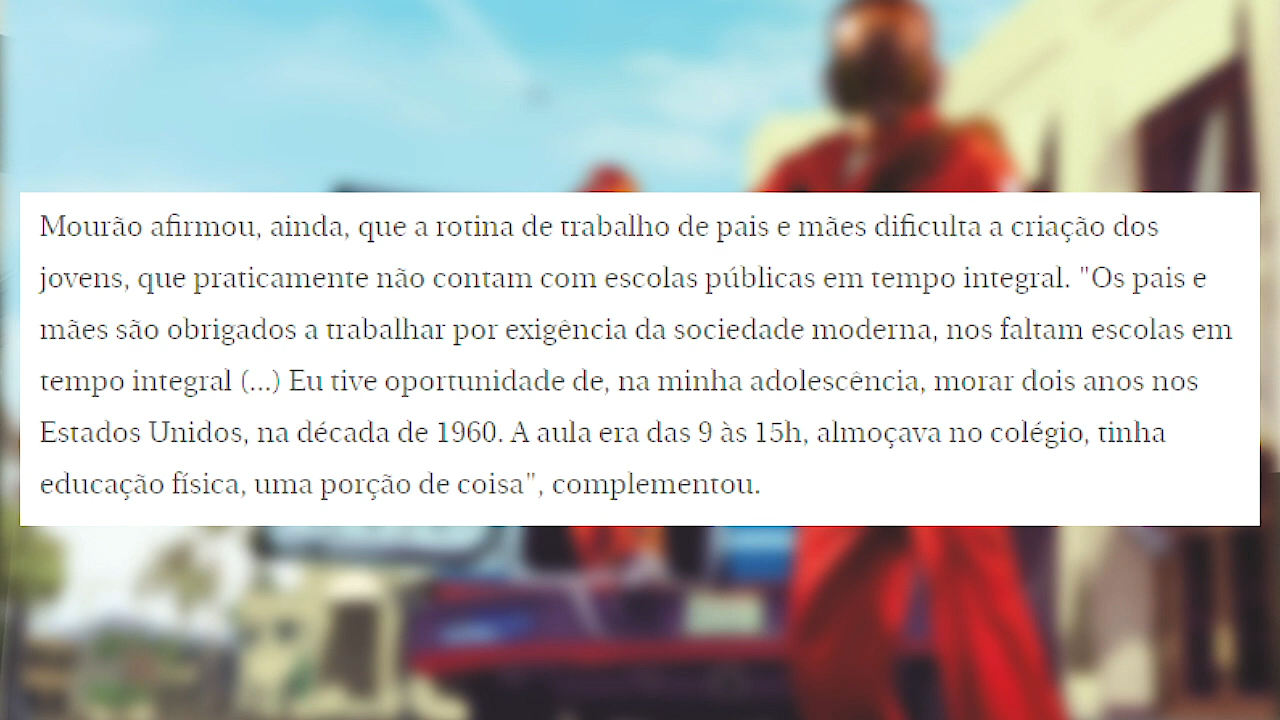 Mourão afirmou, ainda, que a rotina de trabalho de pais e mães dificulta a criação dos
jovens, que praticamente não contam com escolas públicas em tempo integral. "Os pais e
mães são obrigados a trabalhar por exigência da sociedade moderna, nos faltam escolas em
tempo integral (...) Eu tive oportunidade de, na minha adolescência, morar dois anos nos
Estados Unidos, na década de 1960. A aula era das 9 às 15h, almoçava no colégio, tinha
educação física, uma porção de coisa", complementou.